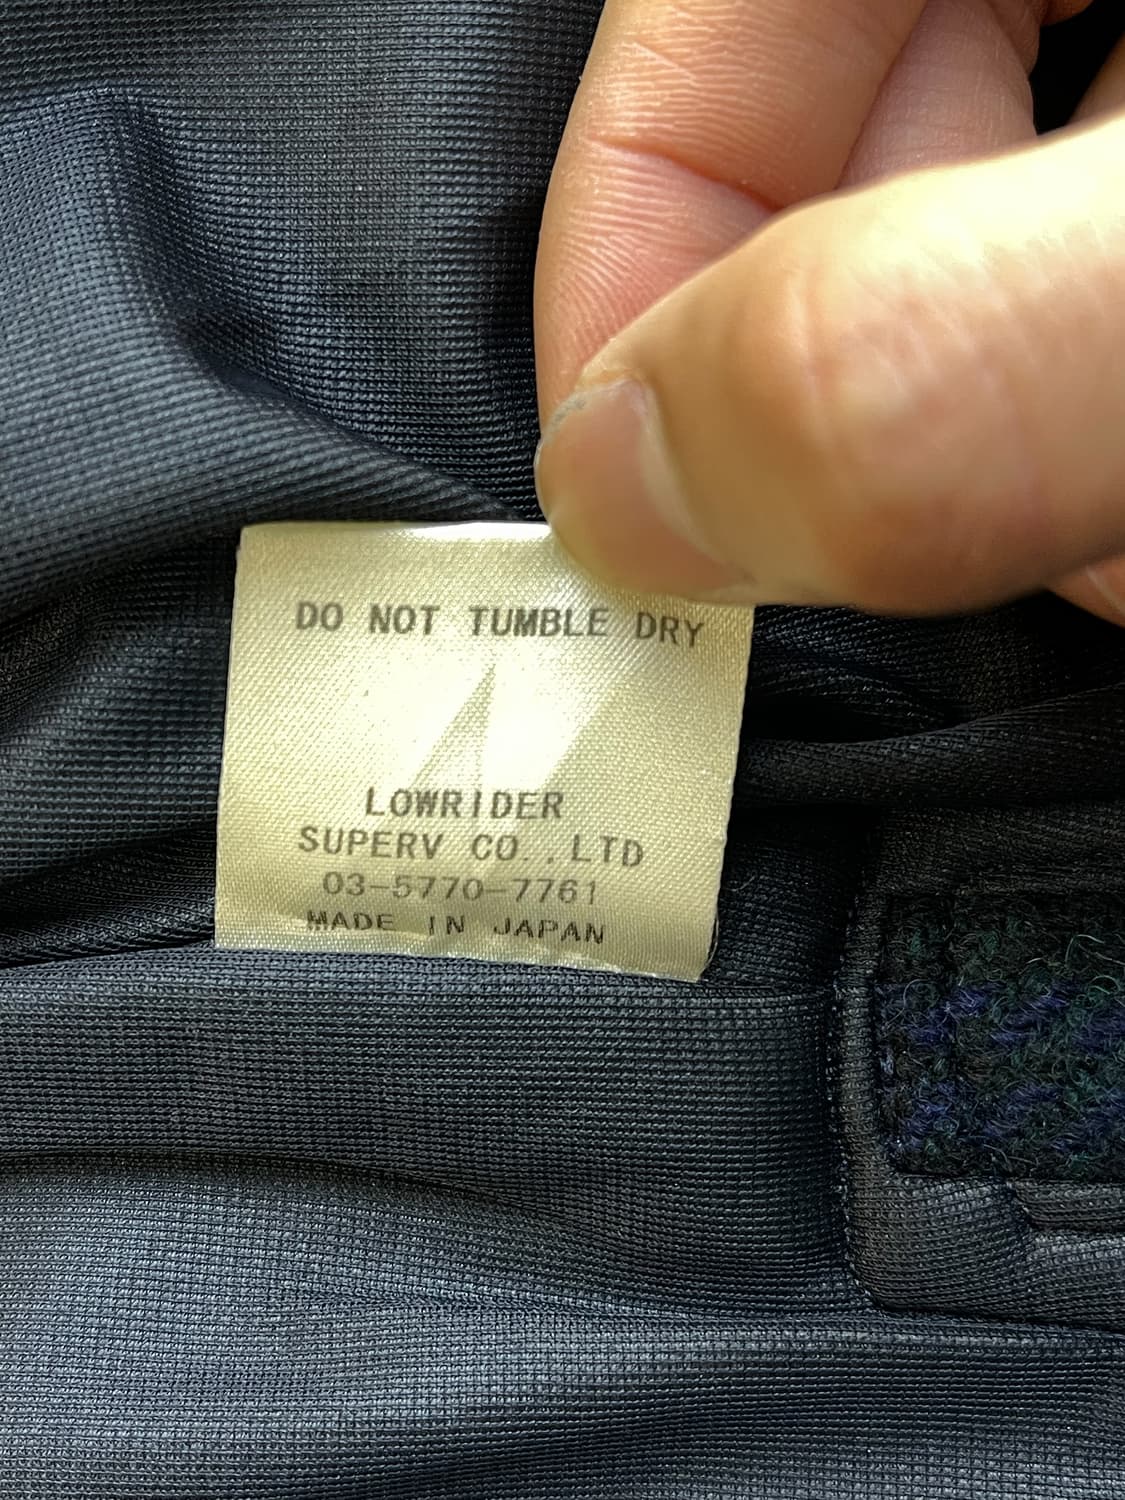 DO NOT TUMBLE DRY
LOWRIDER
SUPERV CO.,LTD
03-5770-7761
MADE IN JAPAN